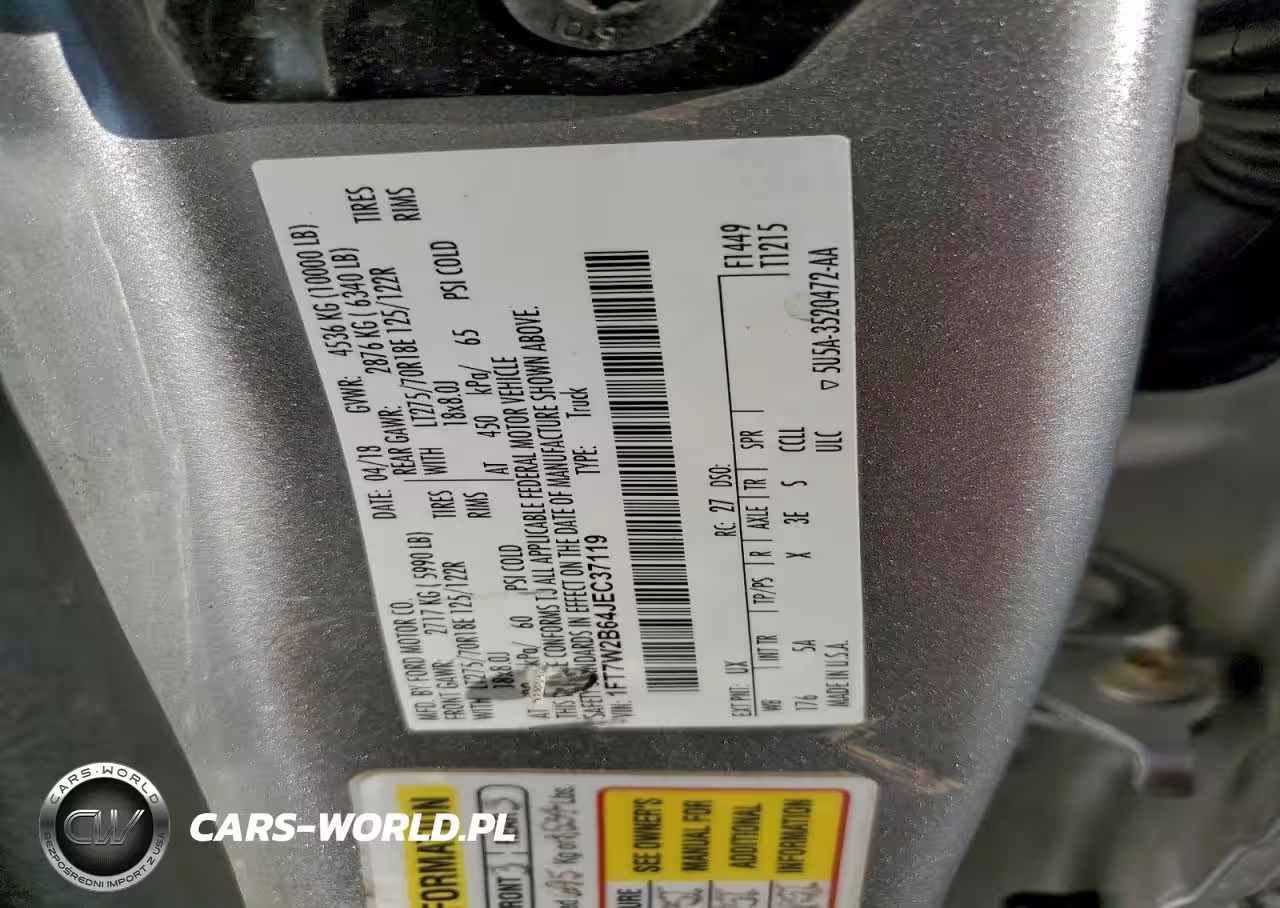 MFD. BY FORD MOTOR CO.
DATE: 04/18 GVWR: 4536 KG (10000 LB)
FRONT GAWR: 2717 KG ( 5990 LB) REAR GAWR: 2876 KG ( 6340 LB)
WITH LT275/70R18E 125/122R TIRES WITH LT275/70R18E 125/122R TIRES
18x8.0J RIMS 18x8.0J RIMS
AT kPa/ 60 PSI COLD AT 450 kPa/ 65 PSI COLD
THIS CONFORMS TO ALL APPLICABLE FEDERAL MOTOR VEHICLE
SAFETY STANDARDS IN EFFECT ON THE DATE OF MANUFACTURE SHOWN ABOVE.
VIN: 1FT7W2B64JEC37119 TYPE: Truck
EXT PNT: UX RC: 27 DSO: F1449
WB INT TR TP/PS R AXLE TR SPR T1215
176 5A X 3E S CCLL
ULC
MADE IN U.S.A. ▽ 5U5A-3520472-AA
SEE OWNER'S
MANUAL FOR
ADDITIONAL
INFORMATION
CARS-WORLD
CW
BEZPOŚREDNI IMPORT Z USA
CARS-WORLD.PL